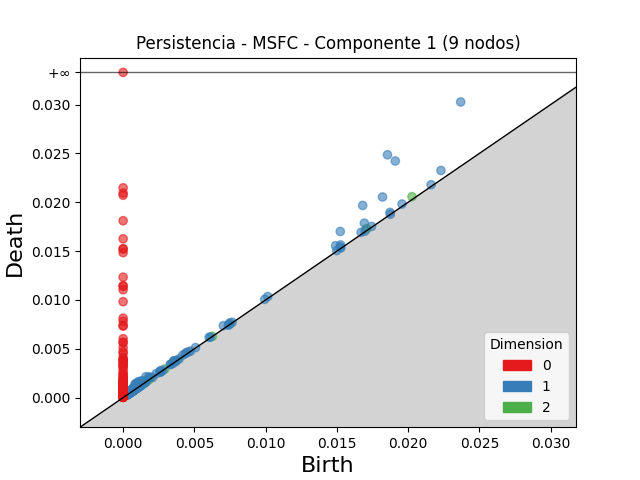 Persistencia - MSFC - Componente 1 (9 nodos)
+∞
0.030
0.025
0.020
0.015
0.010
0.005
0.000
Death
Dimension
0
1
2
0.000 0.005 0.010 0.015 0.020 0.025 0.030
Birth